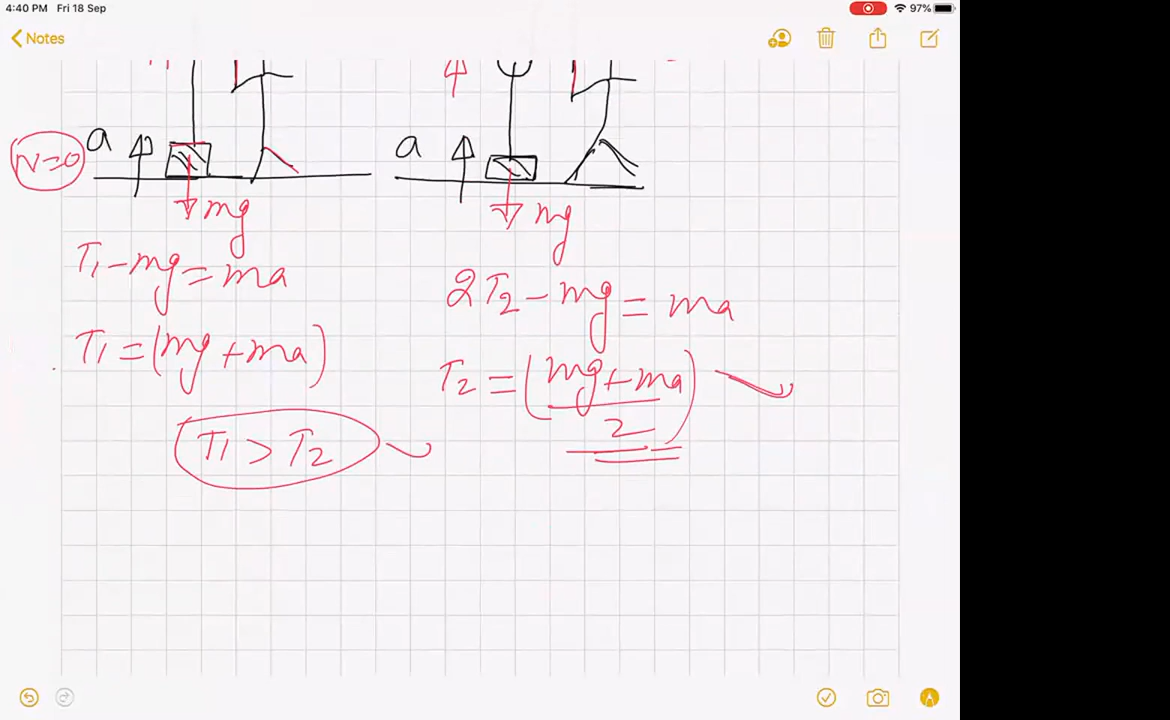 4:40 PM Fri 18 Sep
97%
Notes
N=0
a
a
mg
mg
T1-mg=ma
2T2-mg=ma
T1=(mg+ma)
T2=(mg+ma)
2
T1>T2